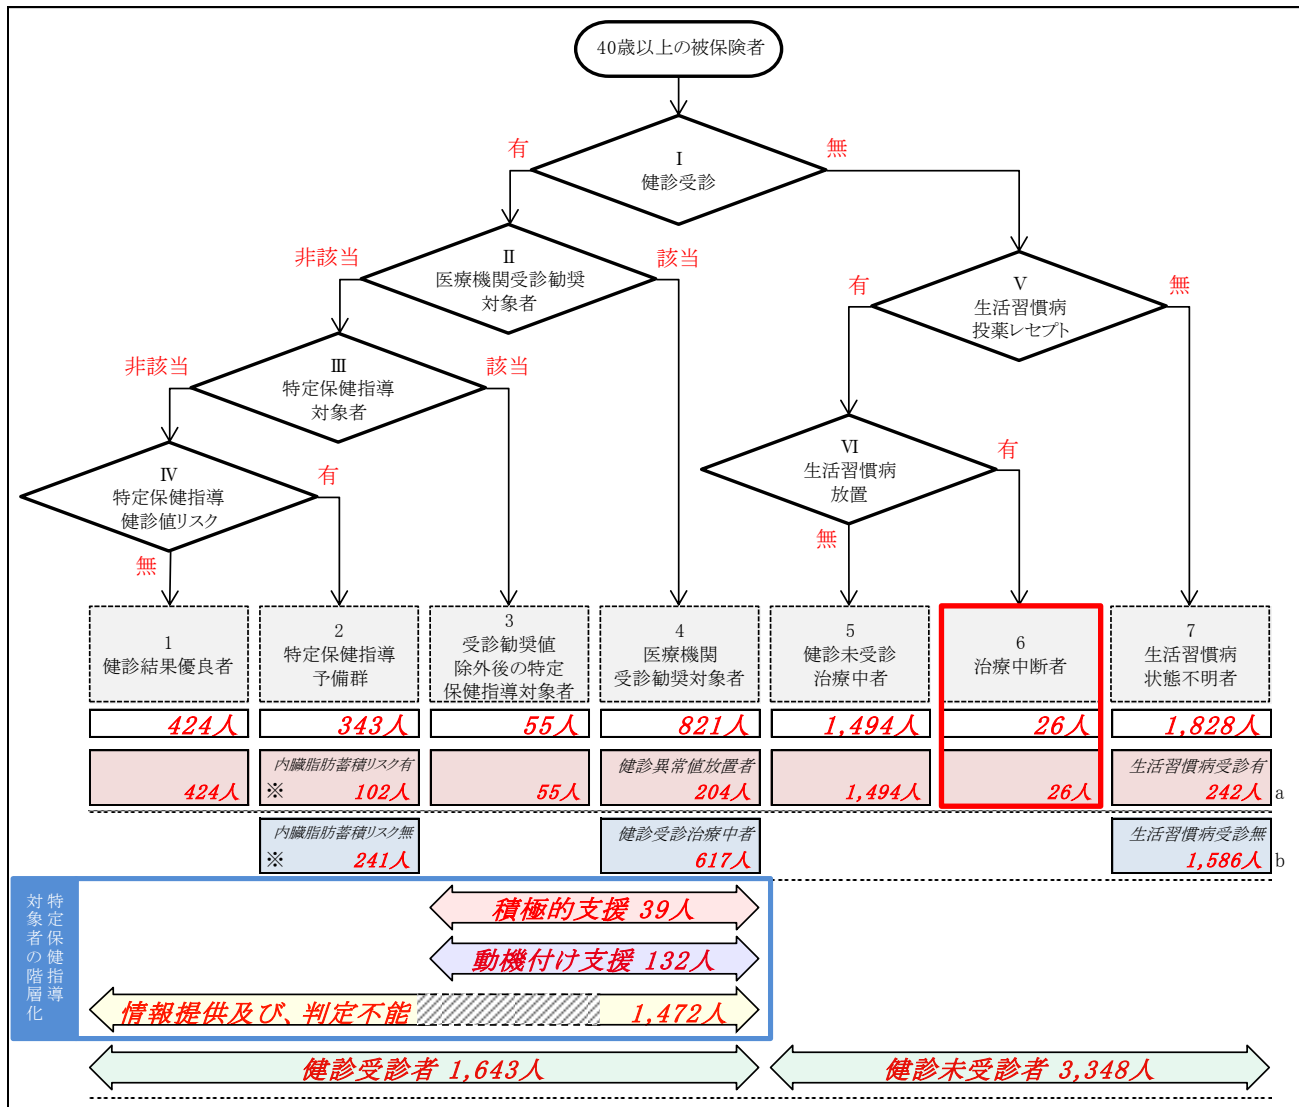 40歳以上の被保険者
Ⅰ
健診受診
有
無
Ⅱ
医療機関受診勧奨
対象者
非該当
該当
Ⅴ
生活習慣病
投薬レセプト
有
無
Ⅲ
特定保健指導
対象者
非該当
該当
Ⅳ
特定保健指導
健診値リスク
有
無
Ⅵ
生活習慣病
放置
有
無
1
健診結果優良者
2
特定保健指導
予備群
3
受診勧奨値
除外後の特定
保健指導対象者
4
医療機関
受診勧奨対象者
5
健診未受診
治療中者
6
治療中断者
7
生活習慣病
状態不明者
424人
343人
55人
821人
1,494人
26人
1,828人
424人
内臓脂肪蓄積リスク有
※ 102人
55人
健診異常値放置者
204人
1,494人
26人
生活習慣病受診有
242人
a
内臓脂肪蓄積リスク無
※ 241人
健診受診治療中者
617人
生活習慣病受診無
1,586人
b
特定保健指導
対象者の階層化
積極的支援 39人
動機付け支援 132人
情報提供及び、判定不能 1,472人
健診受診者 1,643人
健診未受診者 3,348人